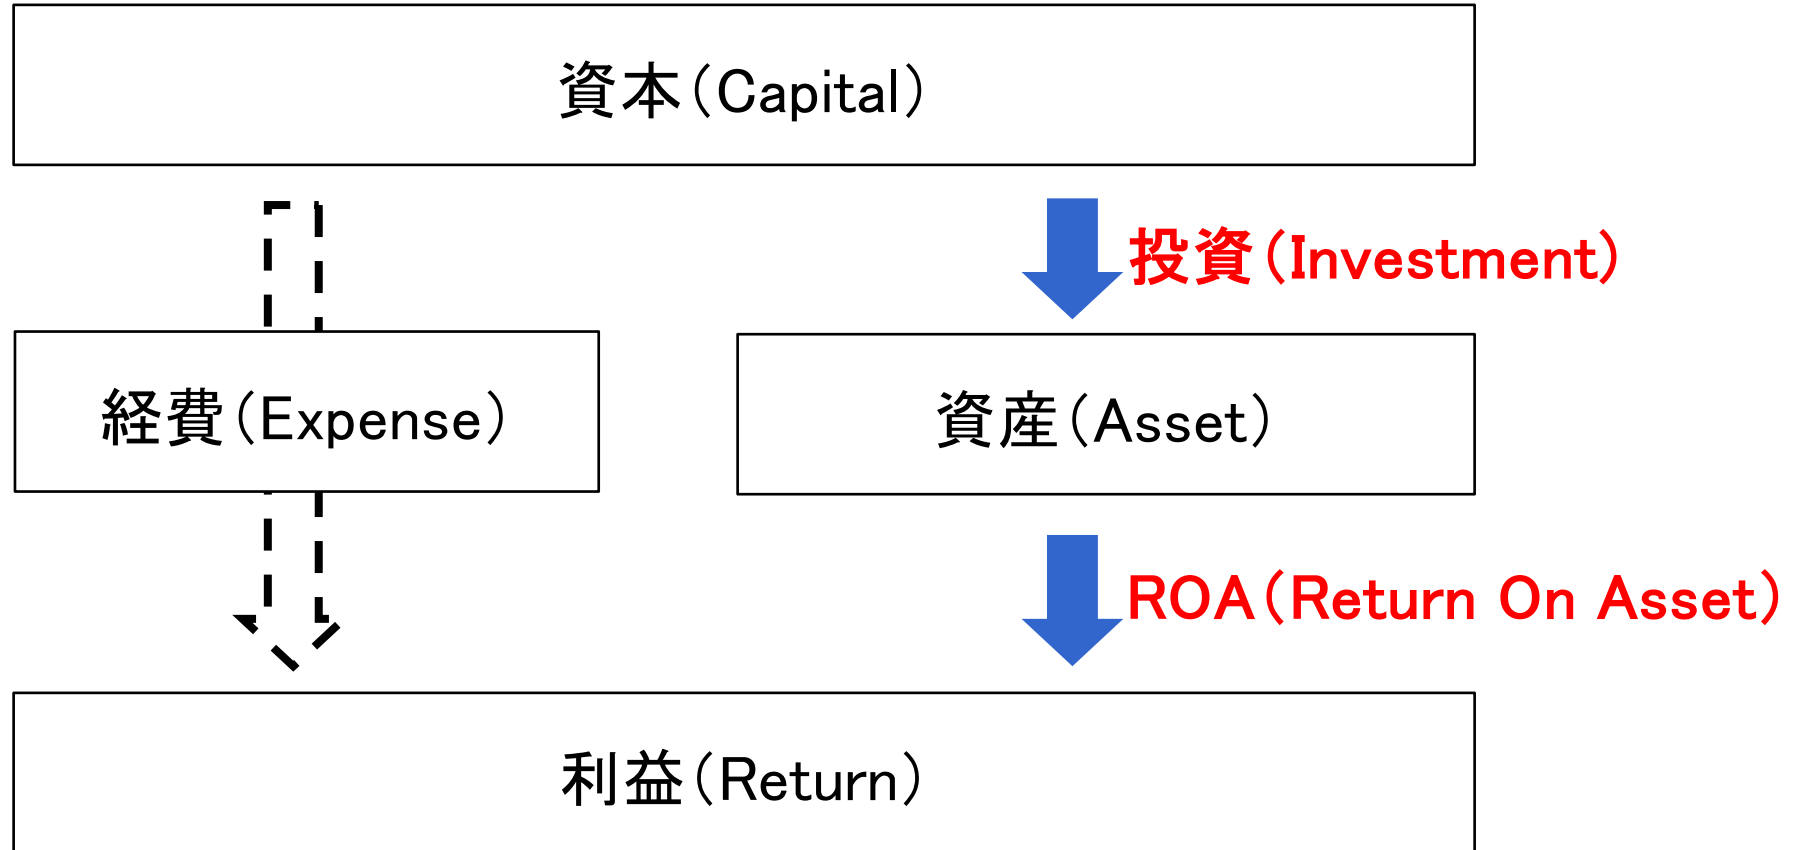 資本（Capital）
投資（Investment）
経費（Expense）
資産（Asset）
ROA（Return On Asset）
利益（Return）